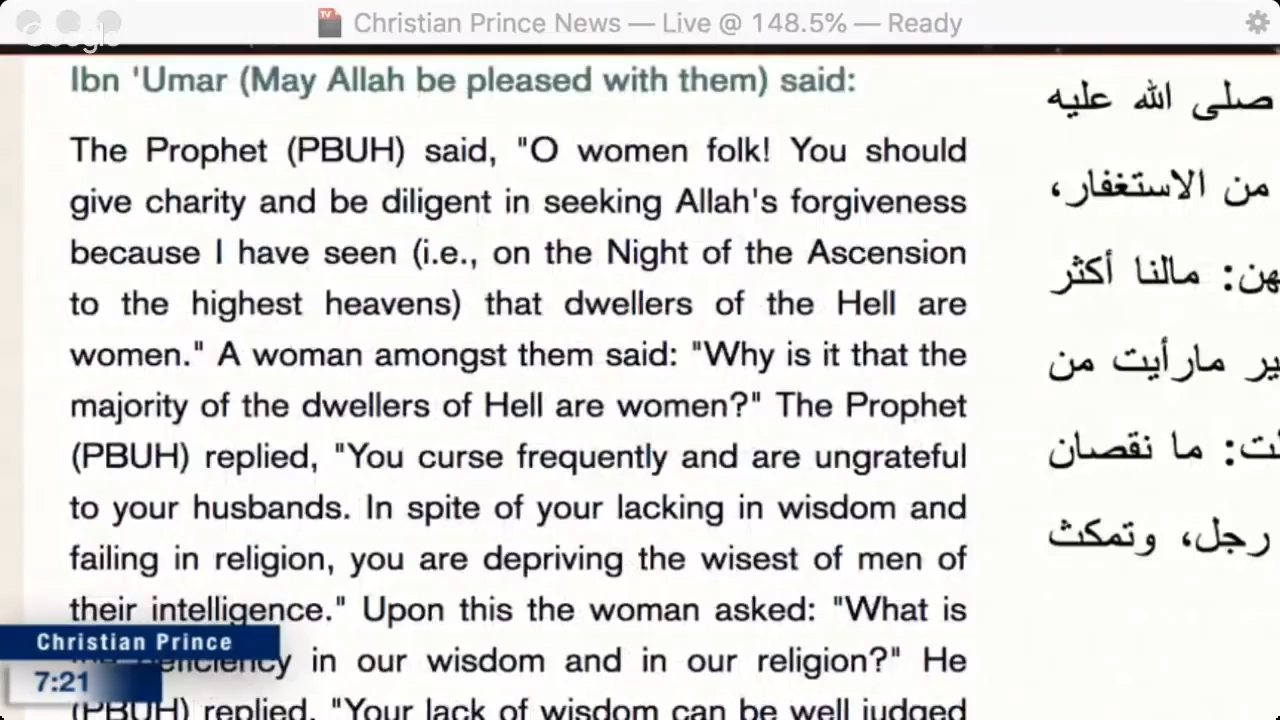 TV Christian Prince News — Live @ 148.5% — Ready
Google
Ibn 'Umar (May Allah be pleased with them) said:
The Prophet (PBUH) said, "O women folk! You should
give charity and be diligent in seeking Allah's forgiveness
because I have seen (i.e., on the Night of the Ascension
to the highest heavens) that dwellers of the Hell are
women." A woman amongst them said: "Why is it that the
majority of the dwellers of Hell are women?" The Prophet
(PBUH) replied, "You curse frequently and are ungrateful
to your husbands. In spite of your lacking in wisdom and
failing in religion, you are depriving the wisest of men of
their intelligence." Upon this the woman asked: "What is
deficiency in our wisdom and in our religion?" He
(PBUH) replied, "Your lack of wisdom can be well judged
صلى الله عليه
من الاستغفار،
هن: مالنا أكثر
مارأيت من
لت: ما نقصان
رجل، وتمكث
Christian Prince
7:21